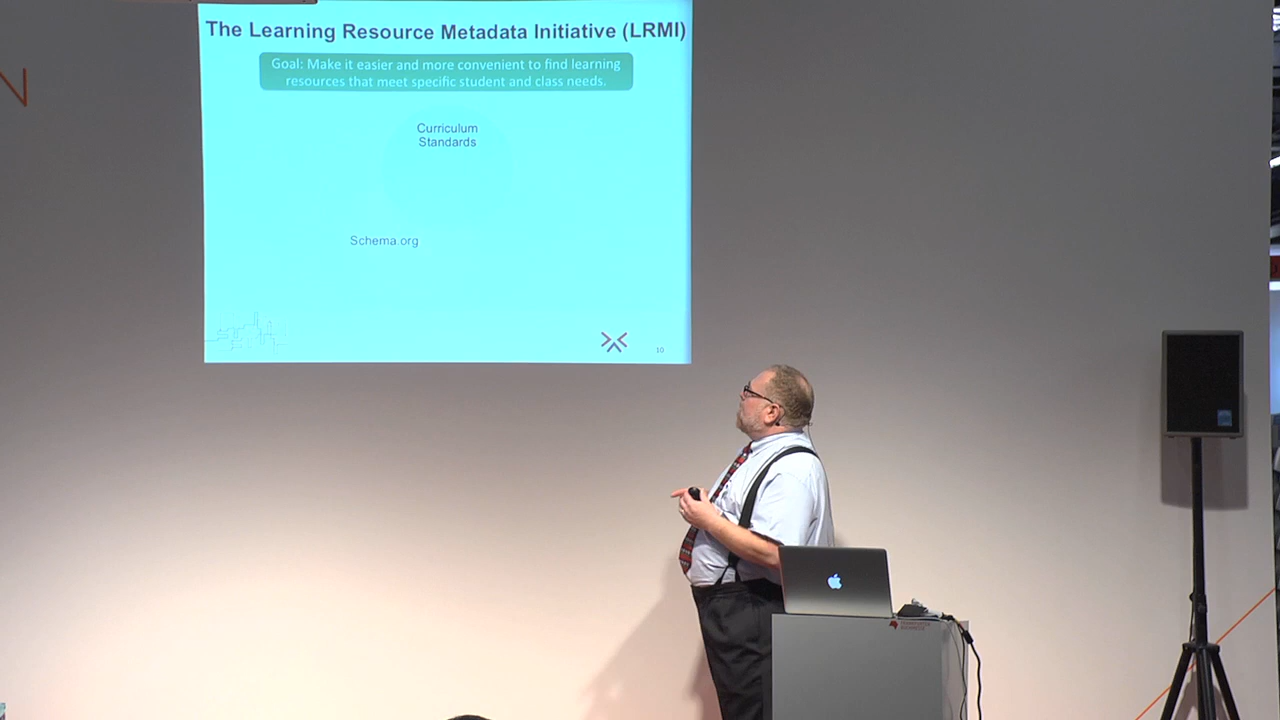 The Learning Resource Metadata Initiative (LRMI)
Goal: Make it easier and more convenient to find learning
resources that meet specific student and class needs.
Curriculum
Standards
Schema.org
10
N